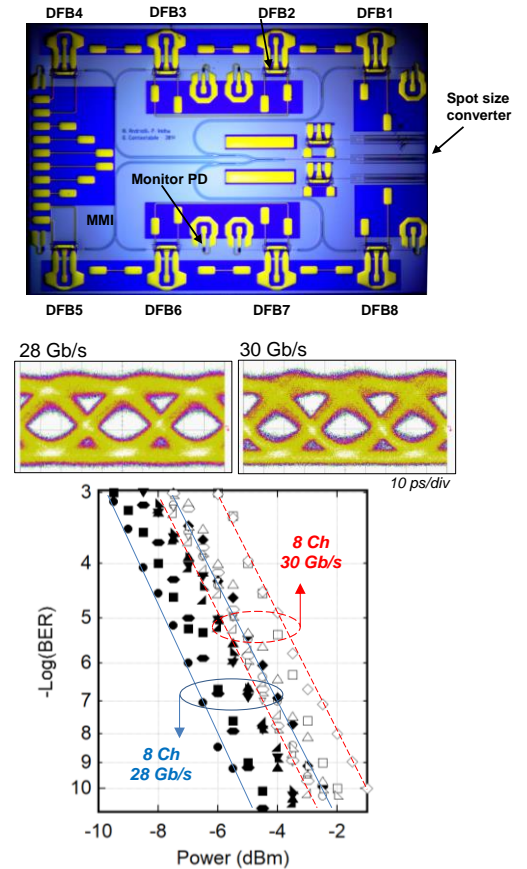 DFB4 DFB3 DFB2 DFB1
Spot size
converter
Monitor PD
MMI
DFB5 DFB6 DFB7 DFB8
28 Gb/s 30 Gb/s
10 ps/div
3
4
5
6
7
8
9
10
-Log(BER)
8 Ch
30 Gb/s
8 Ch
28 Gb/s
-10 -8 -6 -4 -2
Power (dBm)